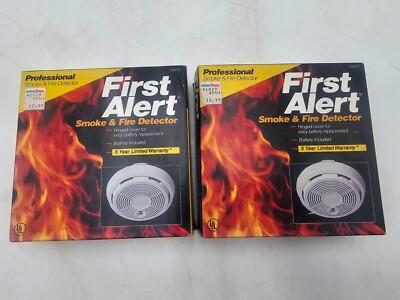 Professional
Smoke & Fire Detector
First
Alert
Smoke & Fire Detector
- Hinged cover for
easy battery replacement
- Battery Included
5 Year Limited Warranty*
12.99
UL
Professional
Smoke & Fire Detector
First
Alert
Smoke & Fire Detector
- Hinged cover for
easy battery replacement
- Battery Included
5 Year Limited Warranty*
12.99
UL